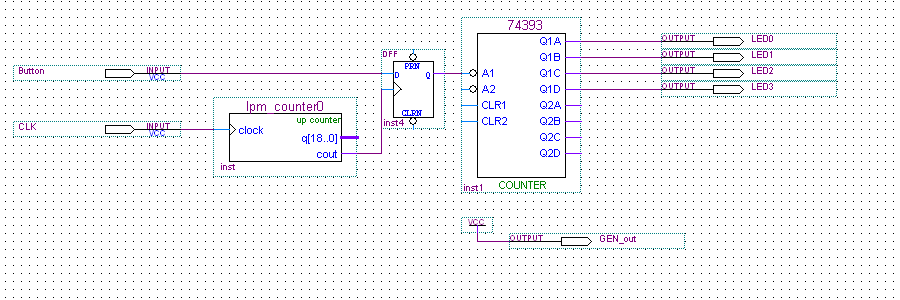 74393
Q1A OUTPUT LED0
DFF
Q1B OUTPUT LED1
PRN
Button INPUT VCC
D Q
A1 Q1C OUTPUT LED2
A2 Q1D OUTPUT LED3
lpm_counter0
CLR1 Q2A
CLRN
up counter
inst4
CLK INPUT VCC
clock
CLR2 Q2B
q[18..0]
Q2C
cout
Q2D
inst
inst1
COUNTER
VCC
OUTPUT GEN_out